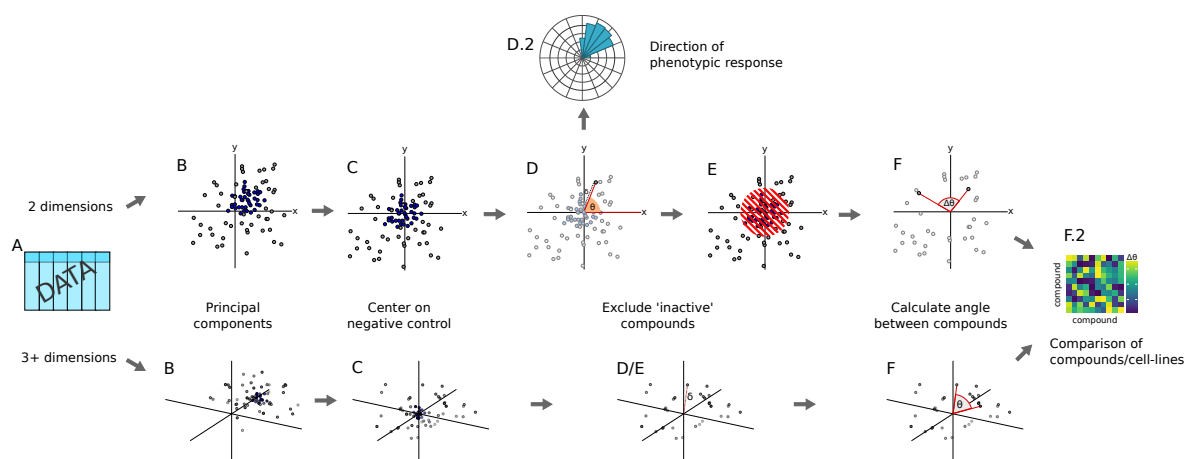 D.2
Direction of
phenotypic response
2 dimensions
A
DATA
3+ dimensions
B
y
x
C
y
x
D
y
δ
θ
x
E
y
x
F
y
Δθ
x
F.2
Δθ
compound
compound
Comparison of
compounds/cell-lines
Principal
components
Center on
negative control
Exclude 'inactive'
compounds
Calculate angle
between compounds
B
C
D/E
δ
F
θ